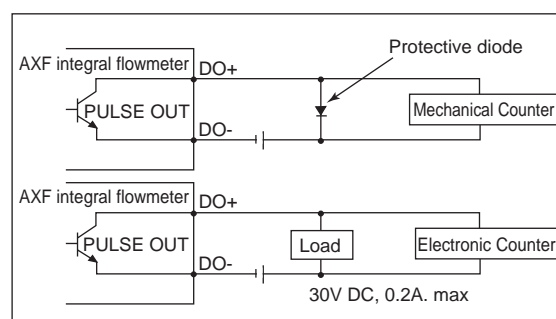 Protective diode
AXF integral flowmeter
DO+
PULSE OUT
Mechanical Counter
DO-
AXF integral flowmeter
DO+
PULSE OUT
Load
Electronic Counter
DO-
30V DC, 0.2A. max